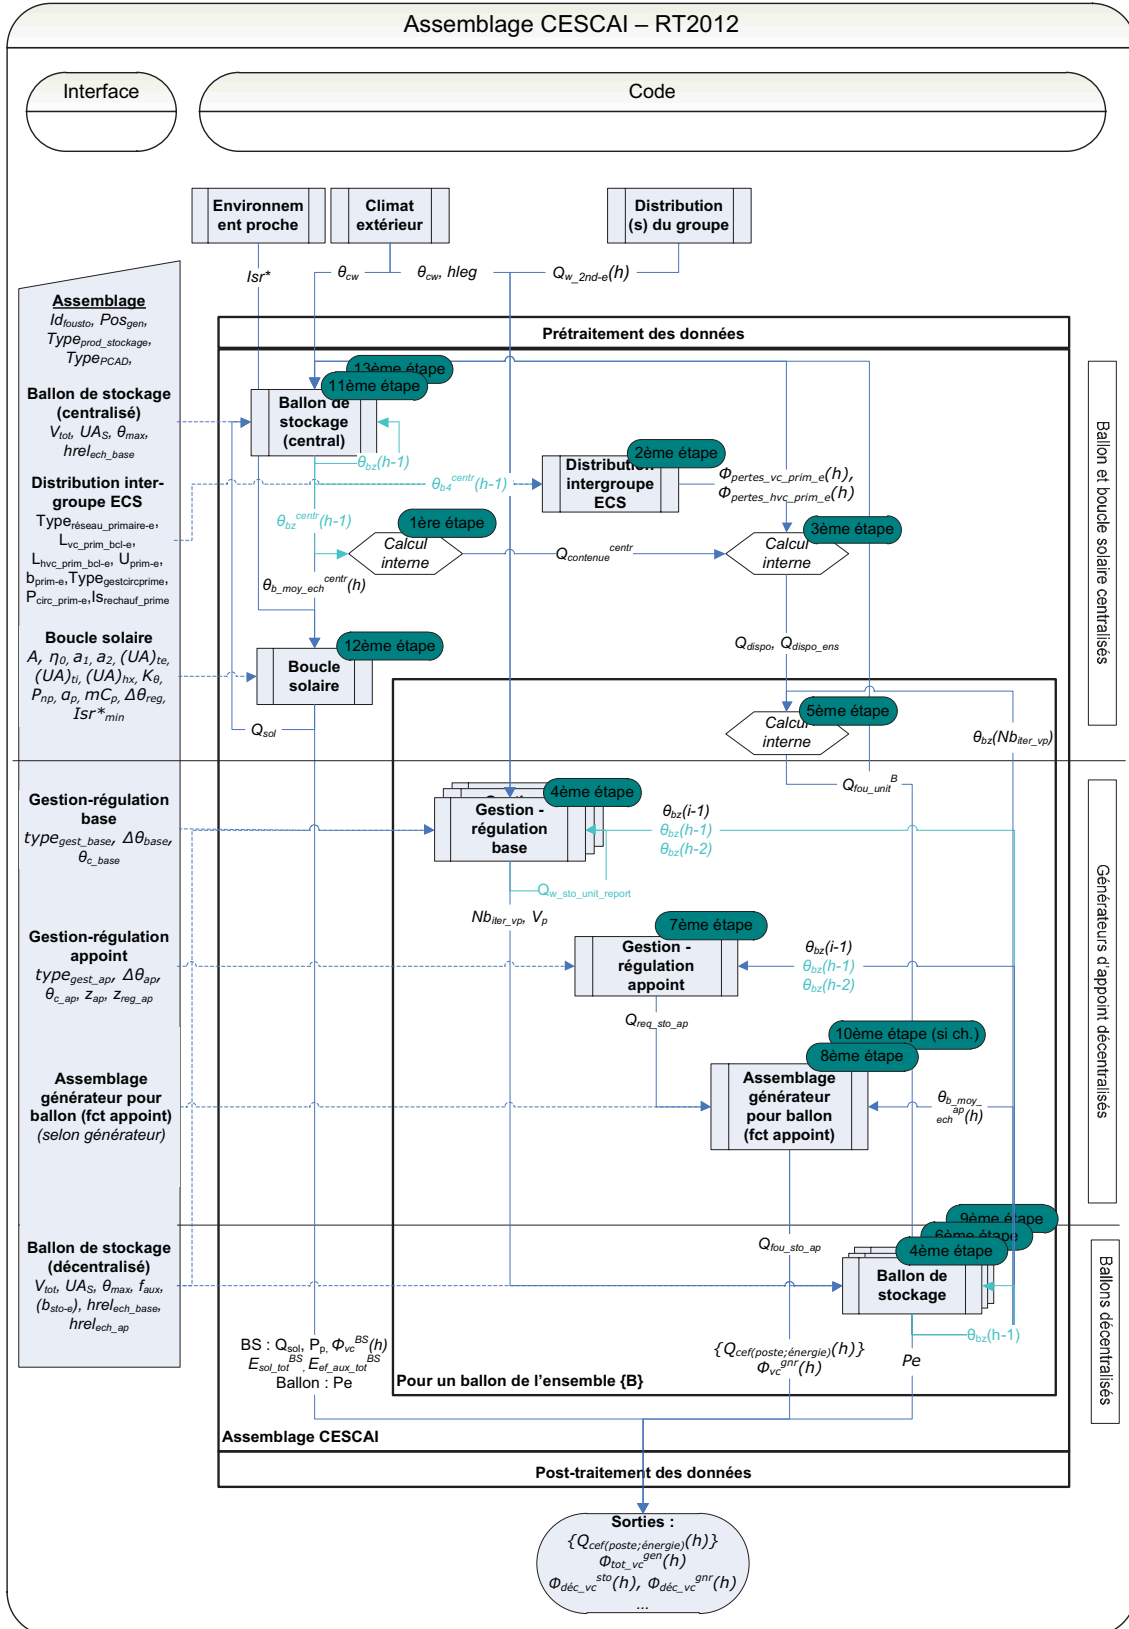 Assemblage CESCAI – RT2012
Interface
Code
Environnem
ent proche
Climat
extérieur
Distribution
(s) du groupe
Isr*
θcw
θcw, hleg
Qw_2nd-e(h)
Assemblage
Idfousto, Posgen,
Typeprod_stockage,
TypePCAD,
Ballon de stockage
(centralisé)
Vtot, UAS, θmax,
hrelech_base
Distribution inter-
groupe ECS
Typeréseau_primaire-e,
Lvc_prim_bcl-e,
Lhvc_prim_bcl-e, Uprim-e,
bprim-e,Typegestcircprime,
Pcirc_prim-e,Isrechauf_prime
Boucle solaire
A, η0, a1, a2, (UA)te,
(UA)ti, (UA)hx, Kθ,
Pnp, ap, mCp, Δθreg,
Isr*min
Gestion-régulation
base
typegest_base, Δθbase,
θc_base
Gestion-régulation
appoint
typegest_ap, Δθap,
θc_ap, zap, zreg_ap
Assemblage
générateur pour
ballon (fct appoint)
(selon générateur)
Ballon de stockage
(décentralisé)
Vtot, UAS, θmax, faux,
(bsto-e), hrelech_base,
hrelech_ap
Prétraitement des données
13ème étape
11ème étape
Ballon de
stockage
(central)
θbz(h-1)
θb4centr(h-1)
2ème étape
Distribution
intergroupe
ECS
Φpertes_vc_prim_e(h),
Φpertes_hvc_prim_e(h)
θbzcentr(h-1)
1ère étape
Calcul
interne
Qcontenuecentr
3ème étape
Calcul
interne
θb_moy_echcentr(h)
12ème étape
Boucle
solaire
Qsol
Qdispo, Qdispo_ens
5ème étape
Calcul
interne
θbz(Nbiter_vp)
Qfou_unitB
4ème étape
Gestion -
régulation
base
θbz(i-1)
θbz(h-1)
θbz(h-2)
Qw_sto_unit_report
Nbiter_vp, Vp
7ème étape
Gestion -
régulation
appoint
θbz(i-1)
θbz(h-1)
θbz(h-2)
Qreq_sto_ap
10ème étape (si ch.)
8ème étape
Assemblage
générateur
pour ballon
(fct appoint)
θb_moy_
echap(h)
Qfou_sto_ap
9ème étape
6ème étape
4ème étape
Ballon de
stockage
θbz(h-1)
Pe
BS : Qsol, Pp, ΦvcBS(h)
Esol_totBS, Eef_aux_totBS
Ballon : Pe
{Qcef(poste;énergie)(h)}
Φvcgnr(h)
Pour un ballon de l'ensemble {B}
Assemblage CESCAI
Post-traitement des données
Sorties :
{Qcef(poste;énergie)(h)}
Φtot_vcgen(h)
Φdéc_vcsto(h), Φdéc_vcgnr(h)
...
Ballon et boucle solaire centralisés
Générateurs d'appoint décentralisés
Ballons décentralisés